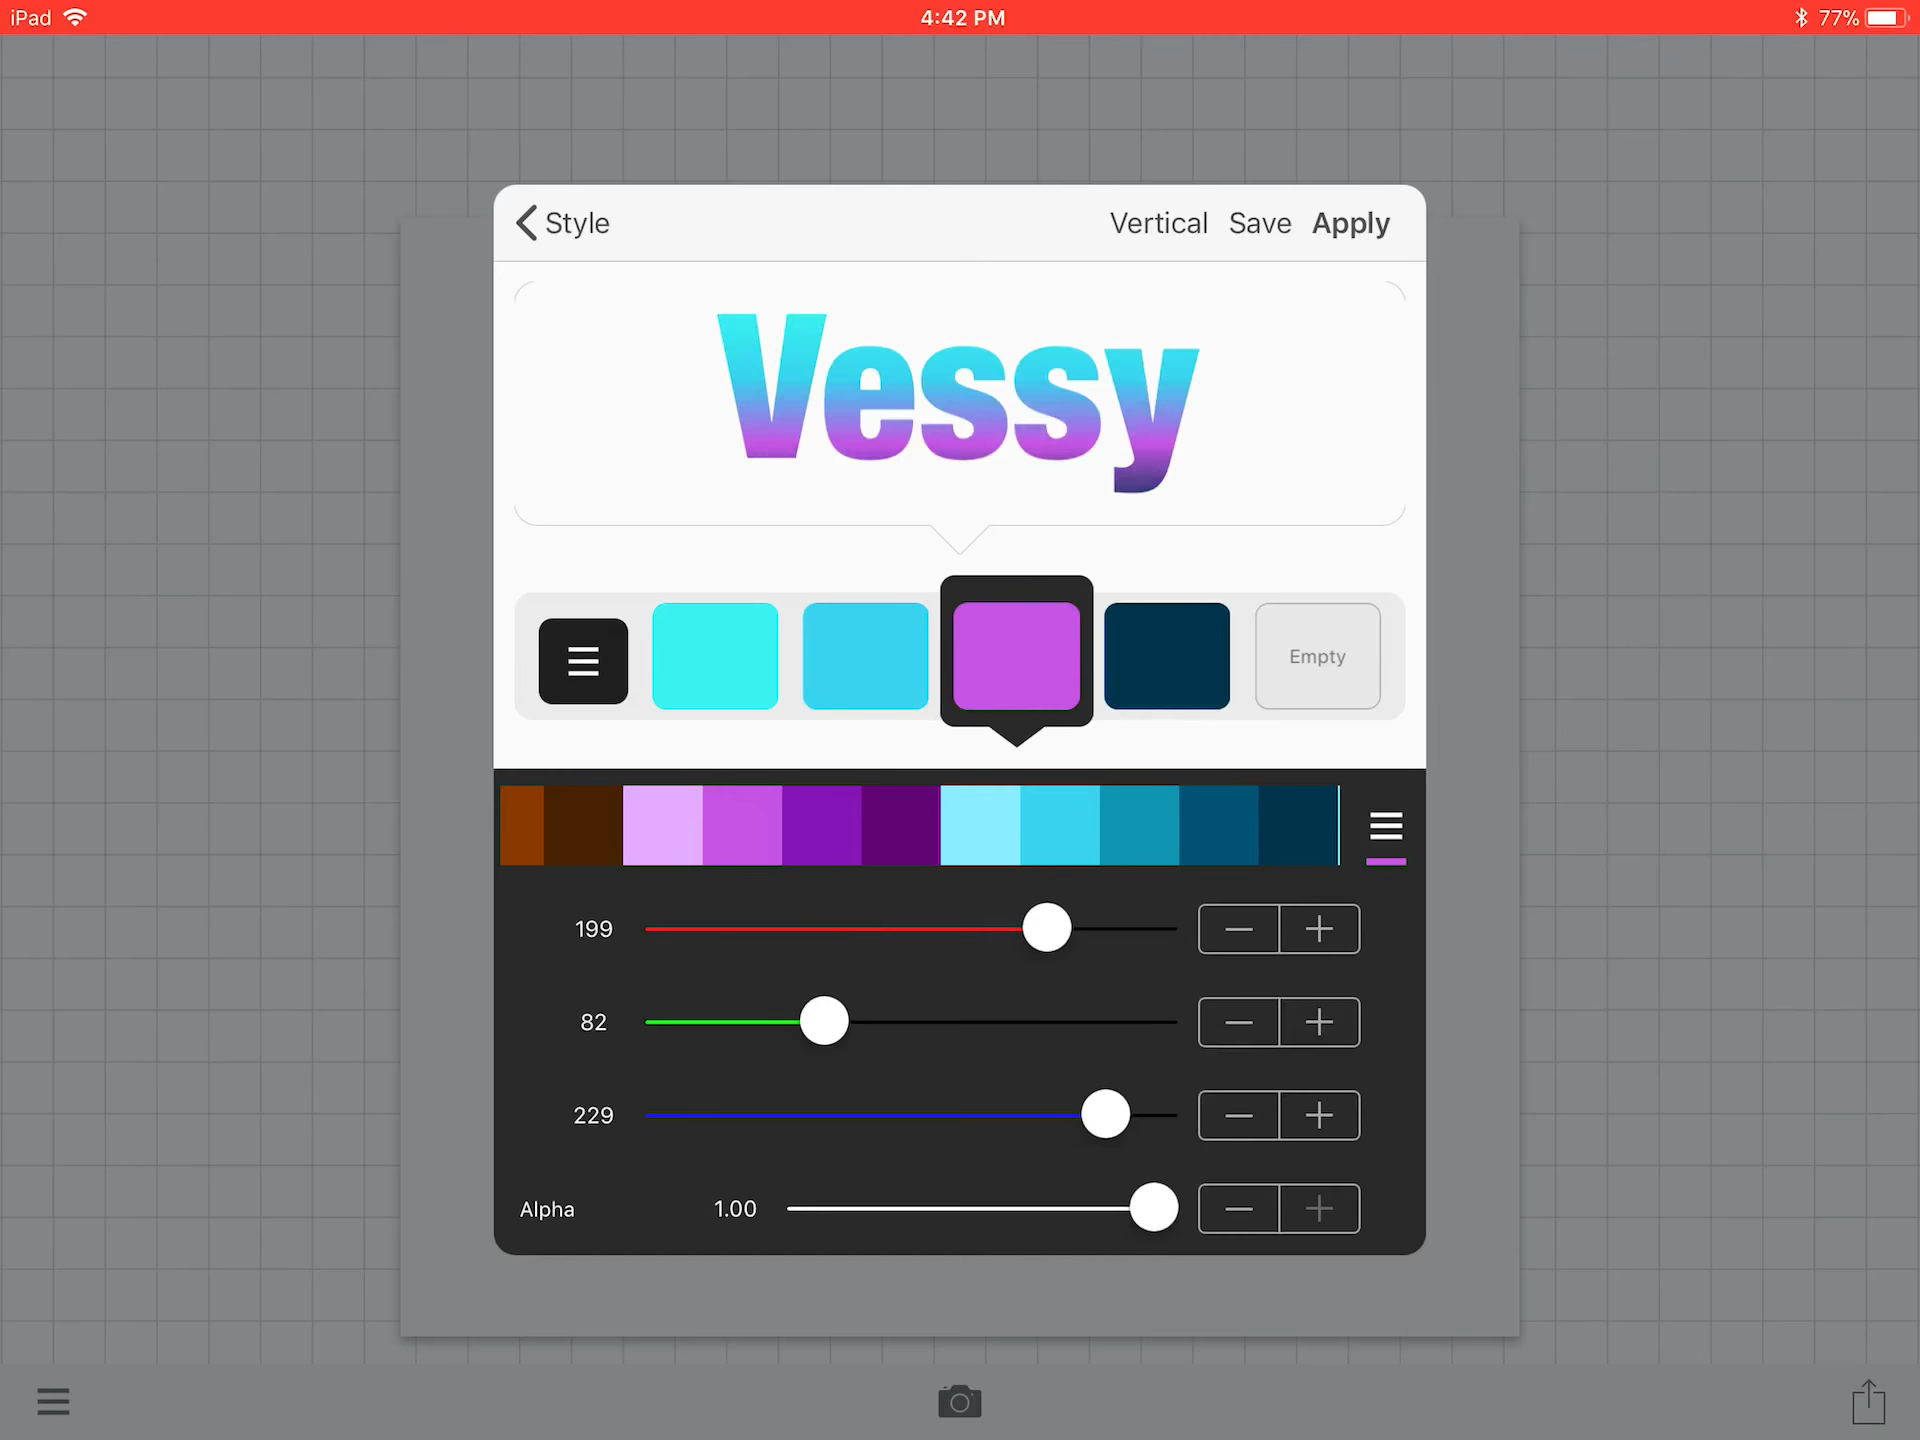 iPad 4:42 PM 77%
Style Vertical Save Apply
Vessy
Empty
199
82
229
Alpha 1.00